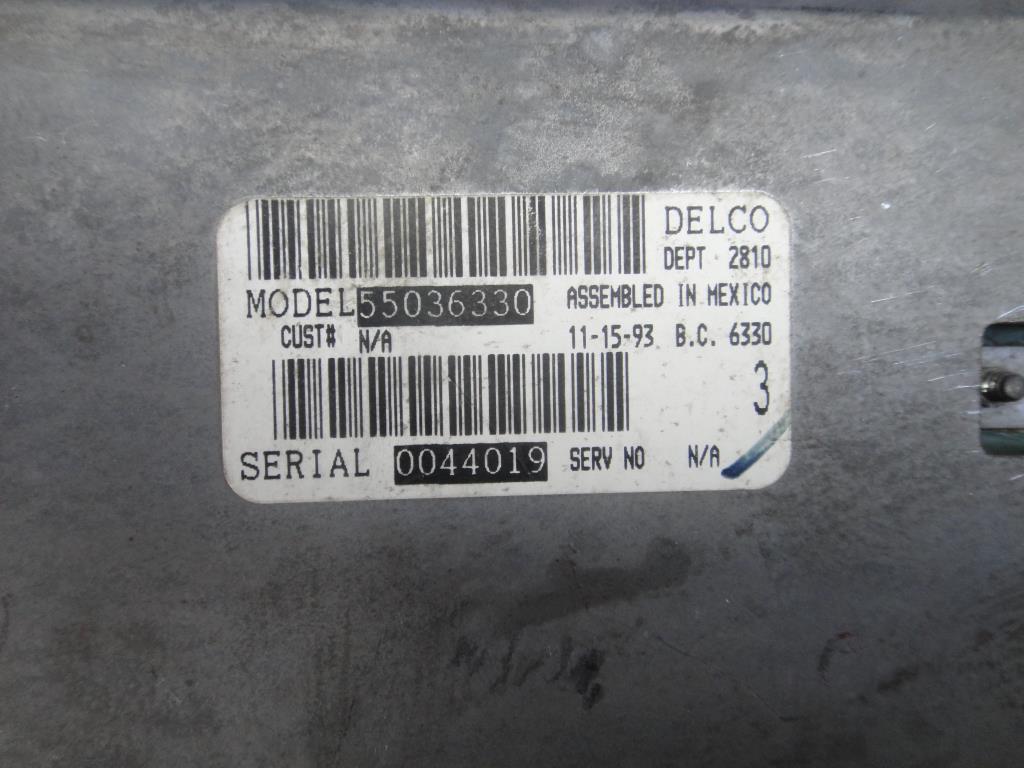 DELCO
DEPT 2810
MODEL 55036330 ASSEMBLED IN MEXICO
CUST# N/A 11-15-93 B.C. 6330
3
SERIAL 0044019 SERV NO N/A